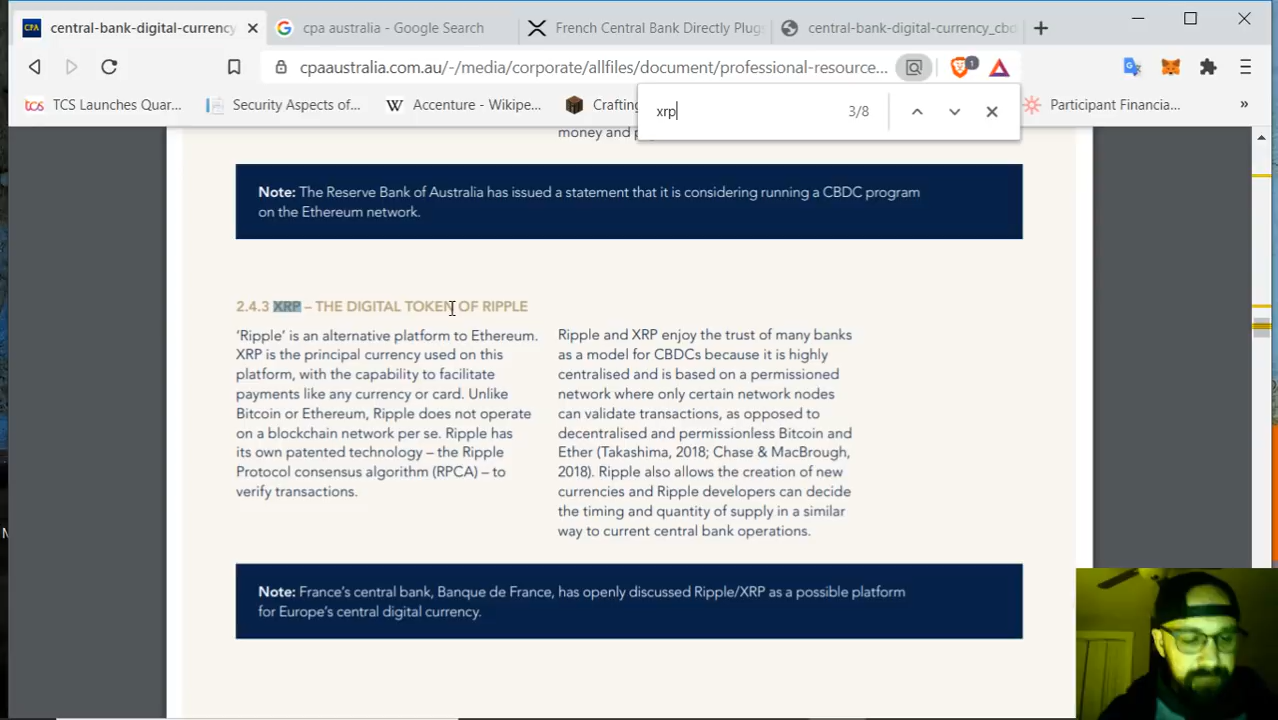 central-bank-digital-currency
cpa australia - Google Search
French Central Bank Directly Plugs
central-bank-digital-currency_cbd
cpaaustralia.com.au/-/media/corporate/allfiles/document/professional-resource...
1
tcs TCS Launches Quar...
Security Aspects of...
W Accenture - Wikipe...
Crafting
Participant Financia...
»
xrp
3/8
money and p
Note: The Reserve Bank of Australia has issued a statement that it is considering running a CBDC program
on the Ethereum network.
2.4.3 XRP – THE DIGITAL TOKEN OF RIPPLE
‘Ripple’ is an alternative platform to Ethereum.
XRP is the principal currency used on this
platform, with the capability to facilitate
payments like any currency or card. Unlike
Bitcoin or Ethereum, Ripple does not operate
on a blockchain network per se. Ripple has
its own patented technology – the Ripple
Protocol consensus algorithm (RPCA) – to
verify transactions.
Ripple and XRP enjoy the trust of many banks
as a model for CBDCs because it is highly
centralised and is based on a permissioned
network where only certain network nodes
can validate transactions, as opposed to
decentralised and permissionless Bitcoin and
Ether (Takashima, 2018; Chase & MacBrough,
2018). Ripple also allows the creation of new
currencies and Ripple developers can decide
the timing and quantity of supply in a similar
way to current central bank operations.
Note: France’s central bank, Banque de France, has openly discussed Ripple/XRP as a possible platform
for Europe’s central digital currency.